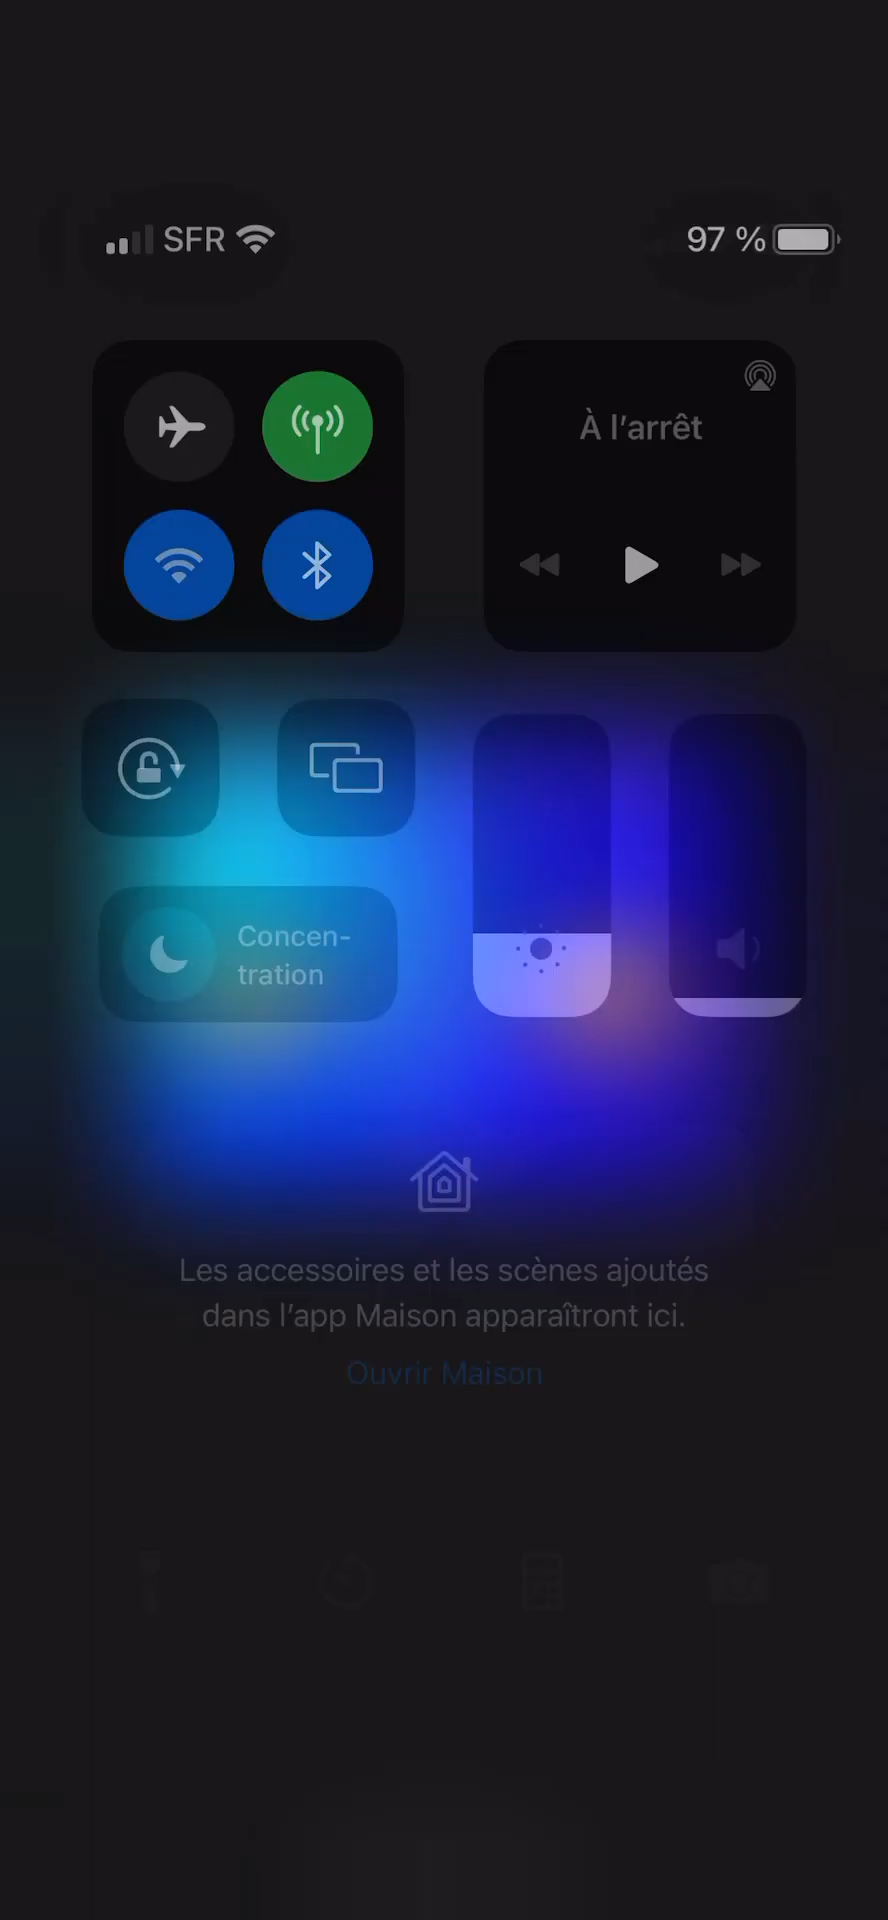 SFR
97 %
À l’arrêt
Concen-
tration
Les accessoires et les scènes ajoutés
dans l’app Maison apparaîtront ici.
Ouvrir Maison